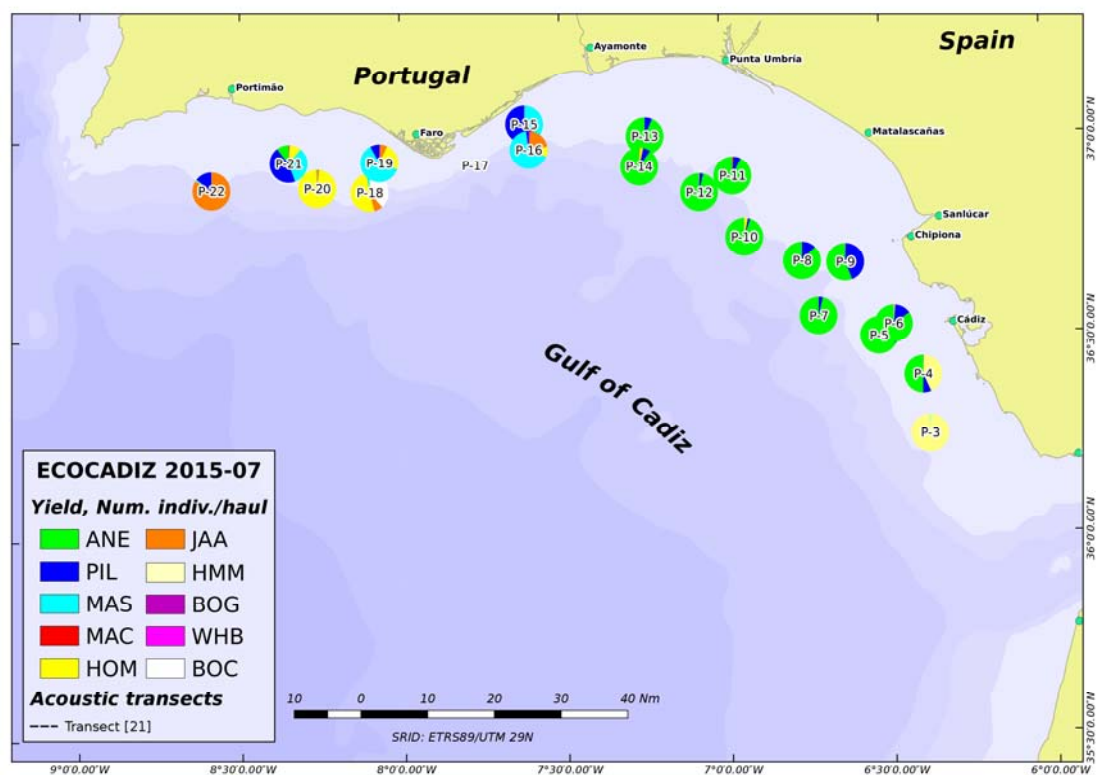 Spain
Portugal
Ayamonte
Punta Umbría
Portimão
Faro
Matalascañas
Sanlúcar
Chipiona
Cádiz
P-15
P-16
P-13
P-14
P-21
P-19
P-17
P-22
P-20
P-18
P-11
P-12
P-10
P-8
P-9
P-7
P-6
P-5
P-4
P-3
Gulf of Cadiz
ECOCADIZ 2015-07
Yield, Num. indiv./haul
ANE
JAA
PIL
HMM
MAS
BOG
MAC
WHB
HOM
BOC
Acoustic transects
Transect [21]
10 0 10 20 30 40 Nm
SRID: ETRS89/UTM 29N
37°0'0.00"N
36°30'0.00"N
36°0'0.00"N
35°30'0.00"N
9°0'0.00"W
8°30'0.00"W
8°0'0.00"W
7°30'0.00"W
7°0'0.00"W
6°30'0.00"W
6°0'0.00"W